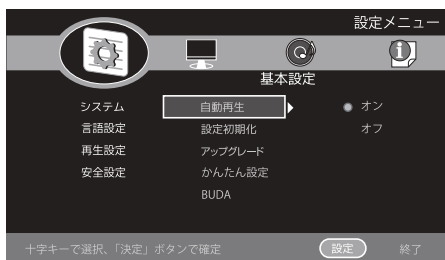 設定メニュー
基本設定
システム
言語設定
再生設定
安全設定
自動再生
設定初期化
アップグレード
かんたん設定
BUDA
オン
オフ
十字キーで選択、「決定」ボタンで確定
設定
終了